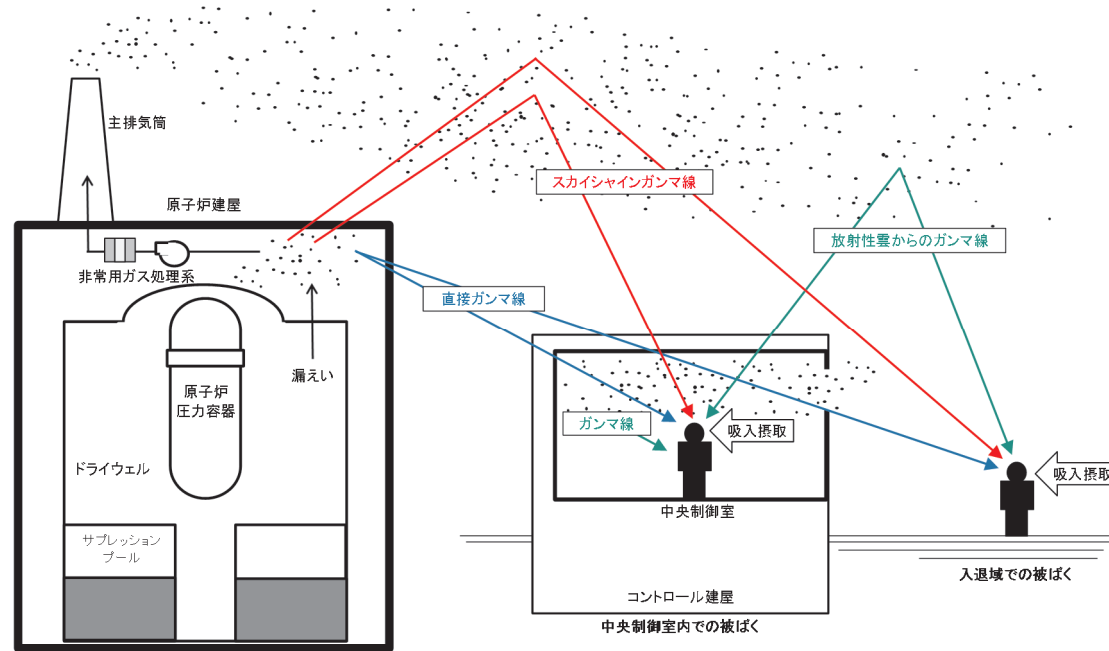 主排気筒
原子炉建屋
非常用ガス処理系
スカイシャインガンマ線
放射性雲からのガンマ線
直接ガンマ線
漏えい
原子炉
圧力容器
ガンマ線
吸入摂取
吸入摂取
ドライウェル
中央制御室
サプレッション
プール
入退域での被ばく
コントロール建屋
中央制御室内での被ばく